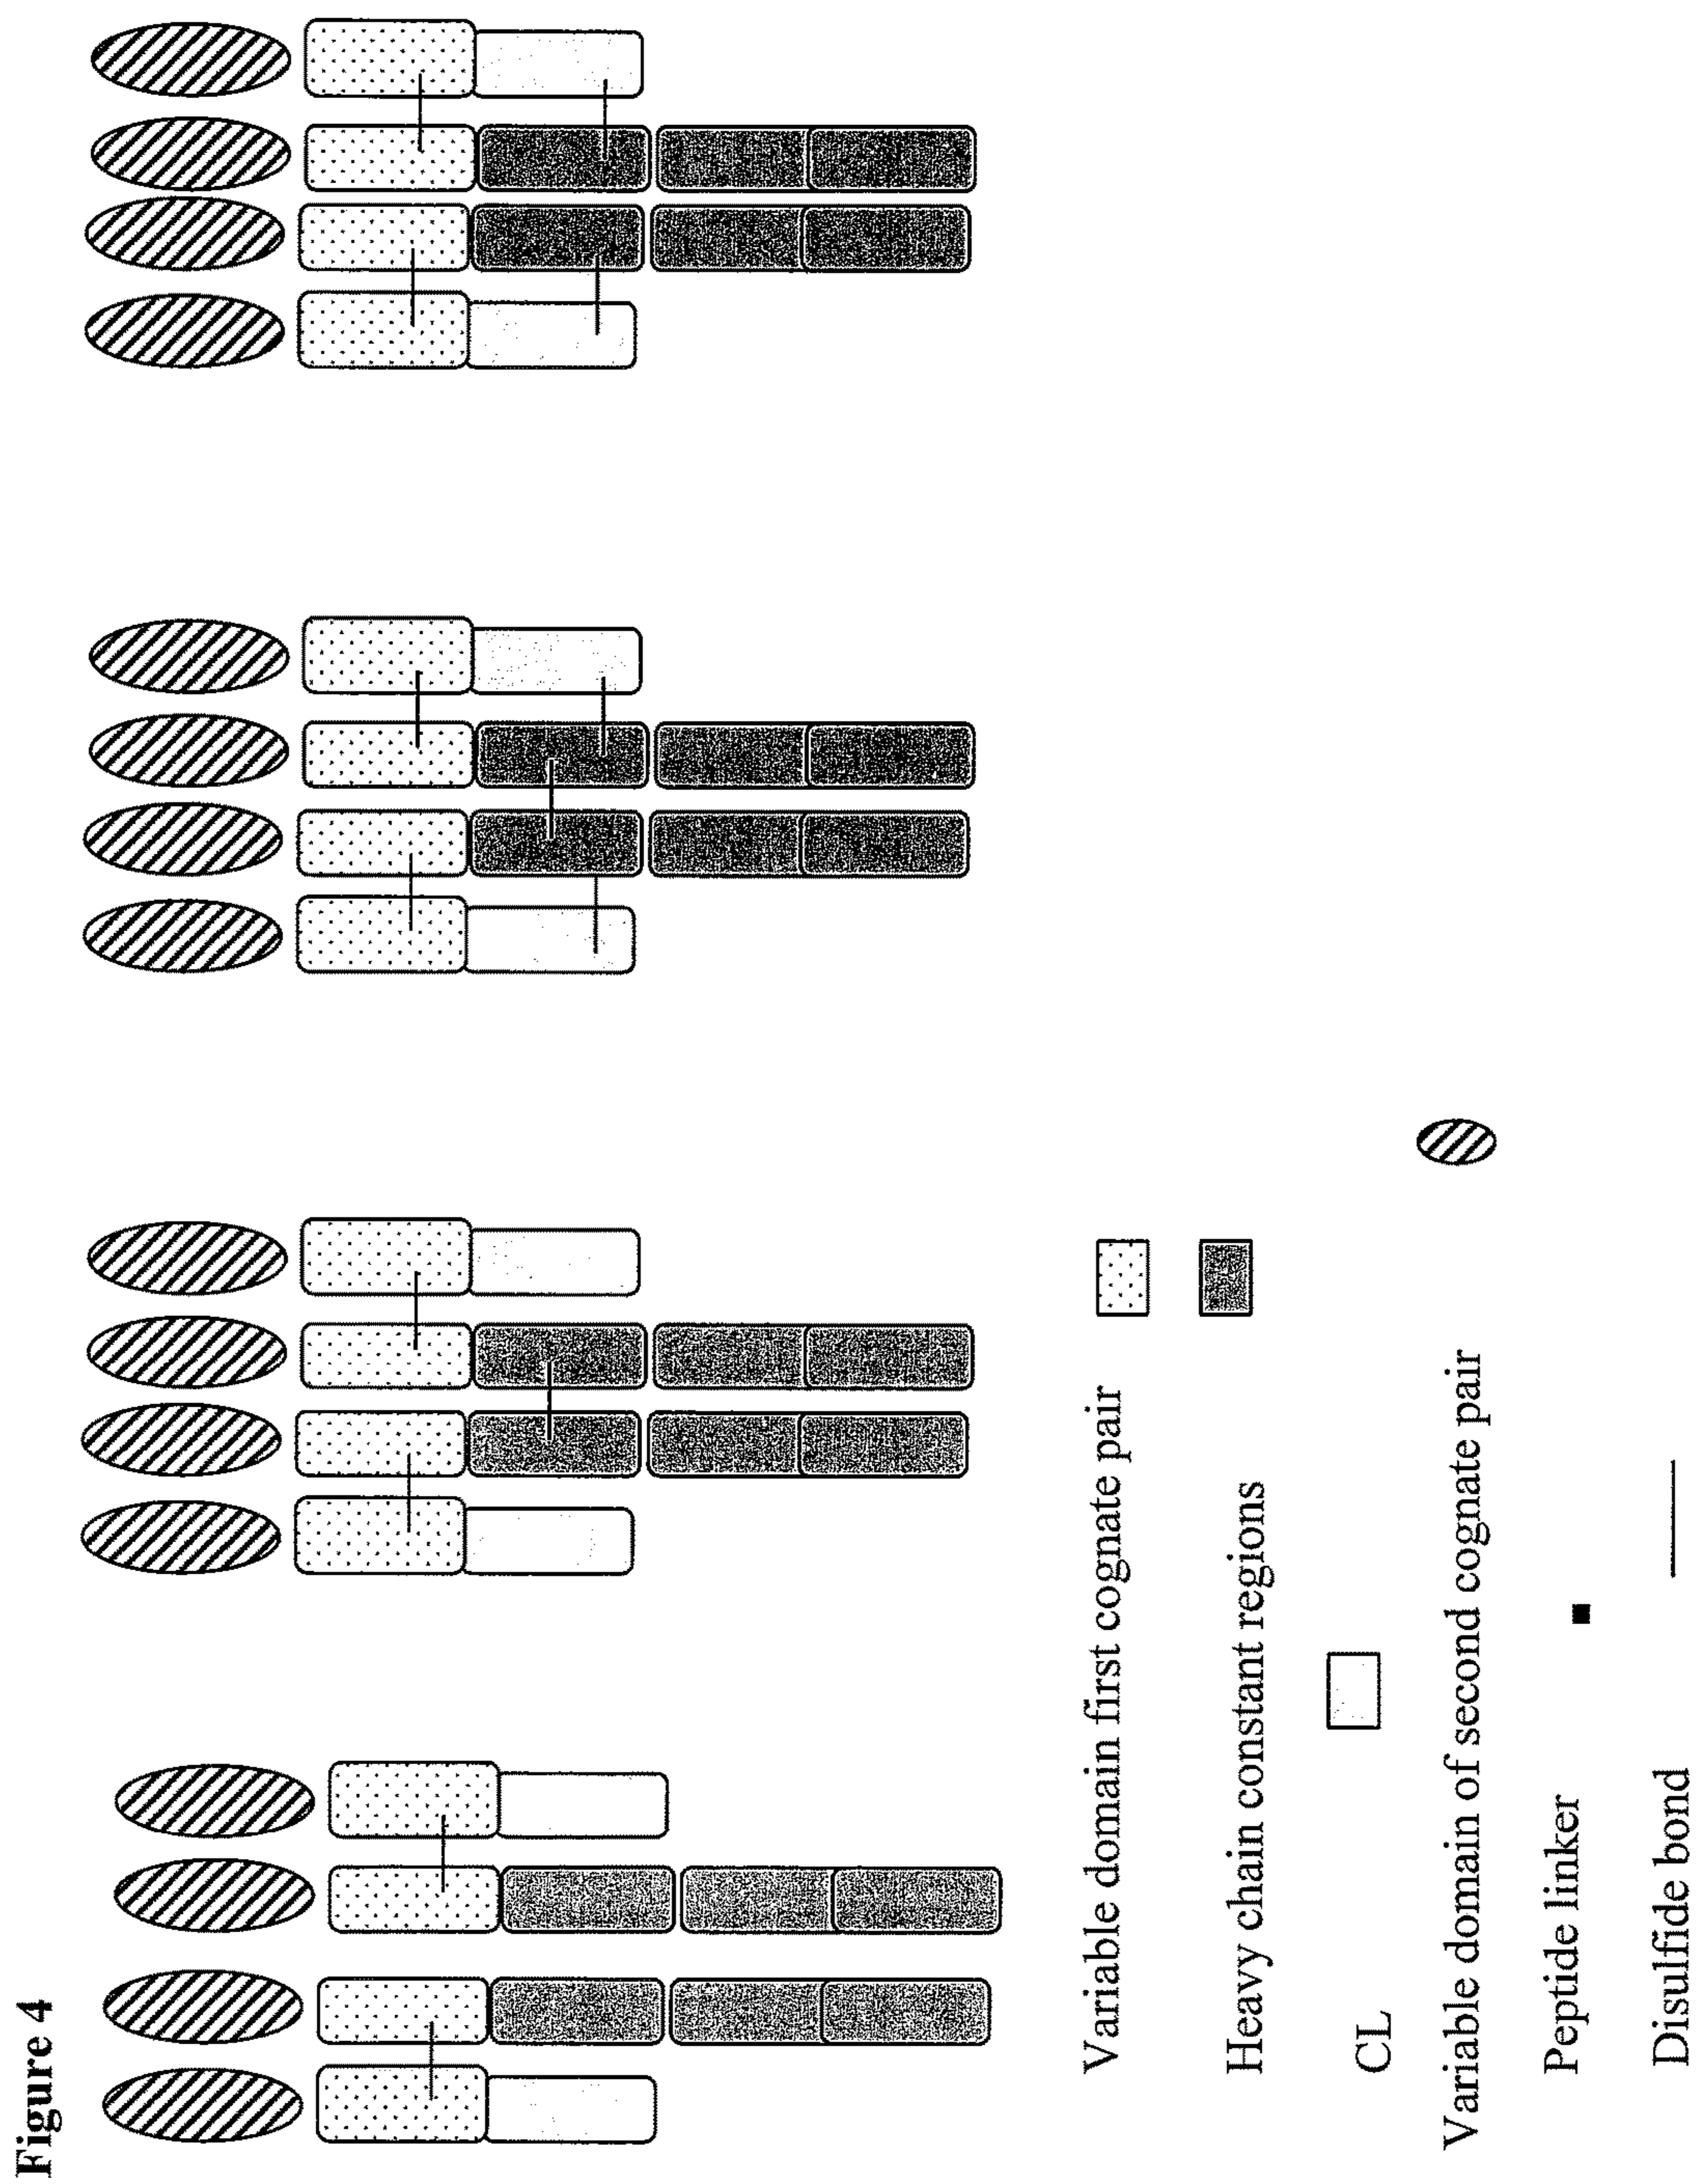 Figure 4
Variable domain first cognate pair
Heavy chain constant regions
CL
Variable domain of second cognate pair
Peptide linker
Disulfide bond